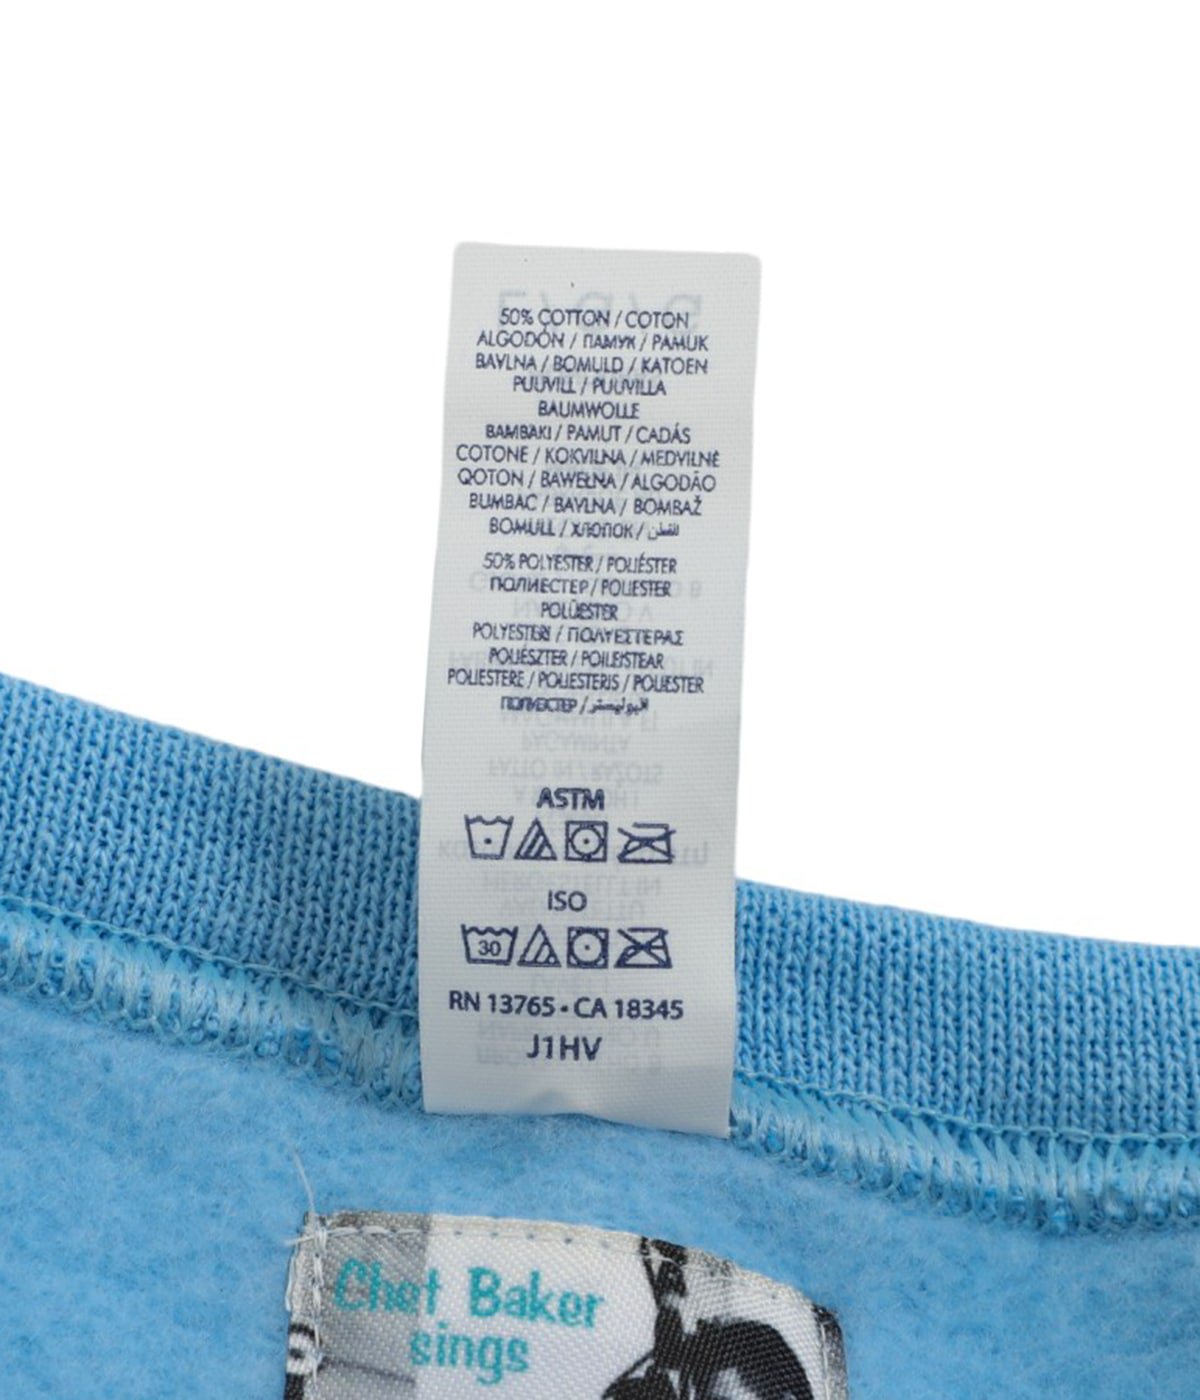 50% COTTON / COTON
ALGODÓN / ПАМУК / PAMUK
BAVLNA / BOMULD / KATOEN
PUUVILL / PUUVILLA
BAUMWOLLE
BAMBAKI / PAMUT / CADÁS
COTONE / KOKVILNA / MEDVILNĖ
QOTON / BAWEŁNA / ALGODÃO
BUMBAC / BAVLNA / BOMBAŽ
BOMULL / ХЛОПОК / القطن
50% POLYESTER / POLIÉSTER
ПОЛИЕСТЕР / POLIESTER
POLÜESTER
POLYESTERI / ΠΟΛΥΕΣΤΕΡΑΣ
POLIÉSZTER / POILEISTEAR
POLIESTERE / POLIESTERIS / POLIESTER
ПОЛИЭСТЕР / البوليستر
ASTM
ISO
30
RN 13765 • CA 18345
J1HV
Chet Baker
sings